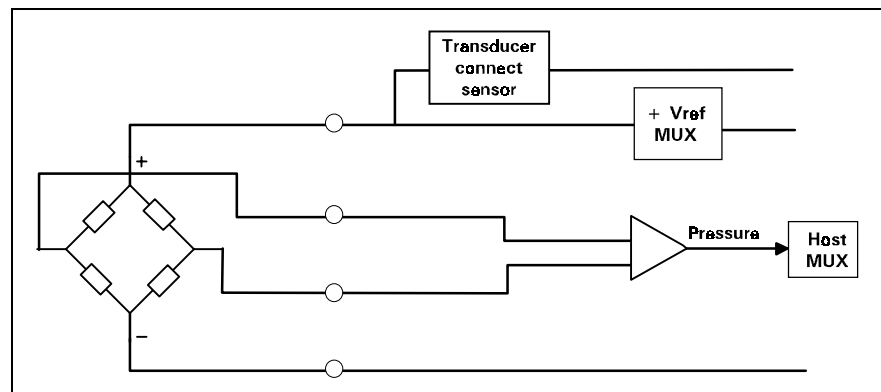 Transducer
connect
sensor
+ Vref
MUX
+
Pressure
Host
MUX
−